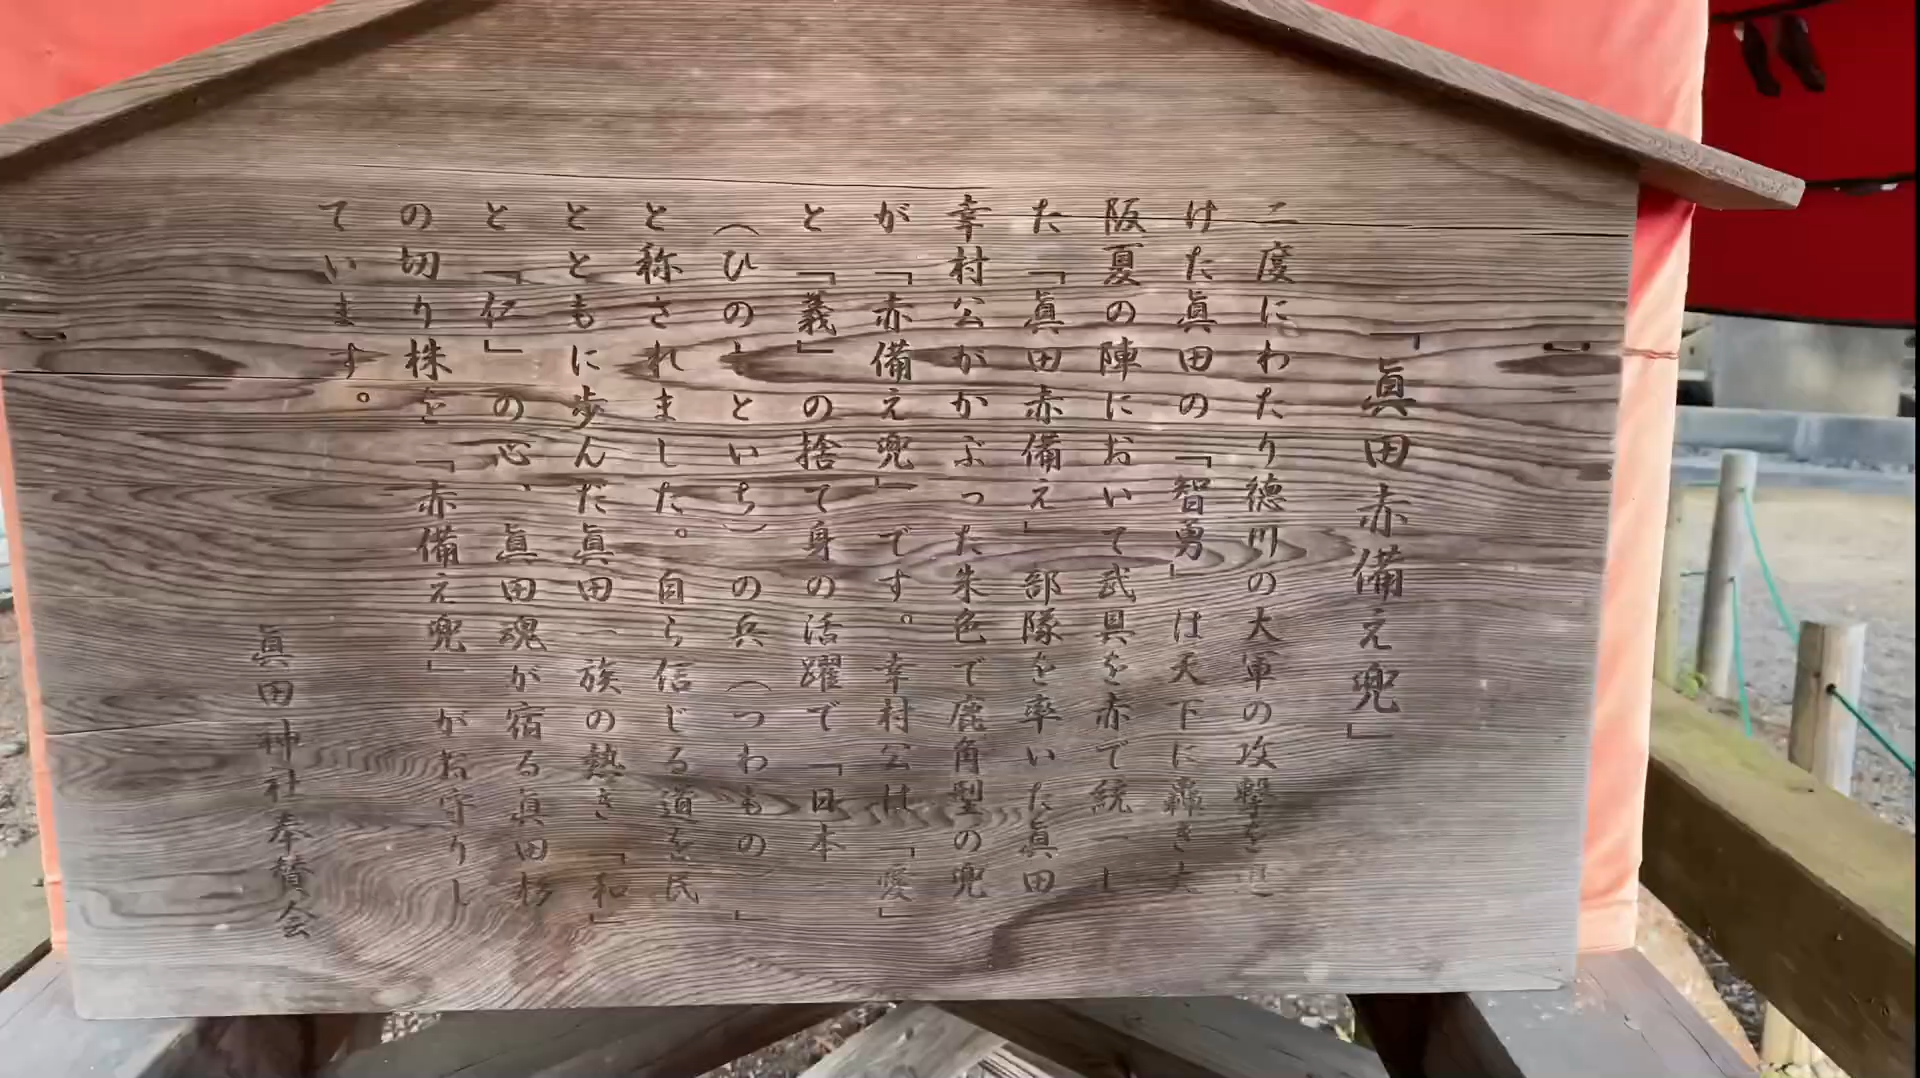 「眞田赤備え兜」
二度にわたり徳川の大軍の攻撃を退
けた眞田の「智勇」は天下に轟き大
阪夏の陣において武具を赤で統一し
た「眞田赤備え」部隊を率いた眞田
幸村公がかぶった朱色で鹿角型の兜
が「赤備え兜」です。幸村公は「愛」
と「義」の捨て身の活躍で「日本
(ひのもといち)の兵(つわもの)」
と称されました。自ら信じる道を民
とともに歩んだ眞田一族の熱き「和」
と「仁」の心、眞田魂が宿る眞田杉
の切り株を「赤備え兜」がお守りし
ています。
眞田神社奉賛会